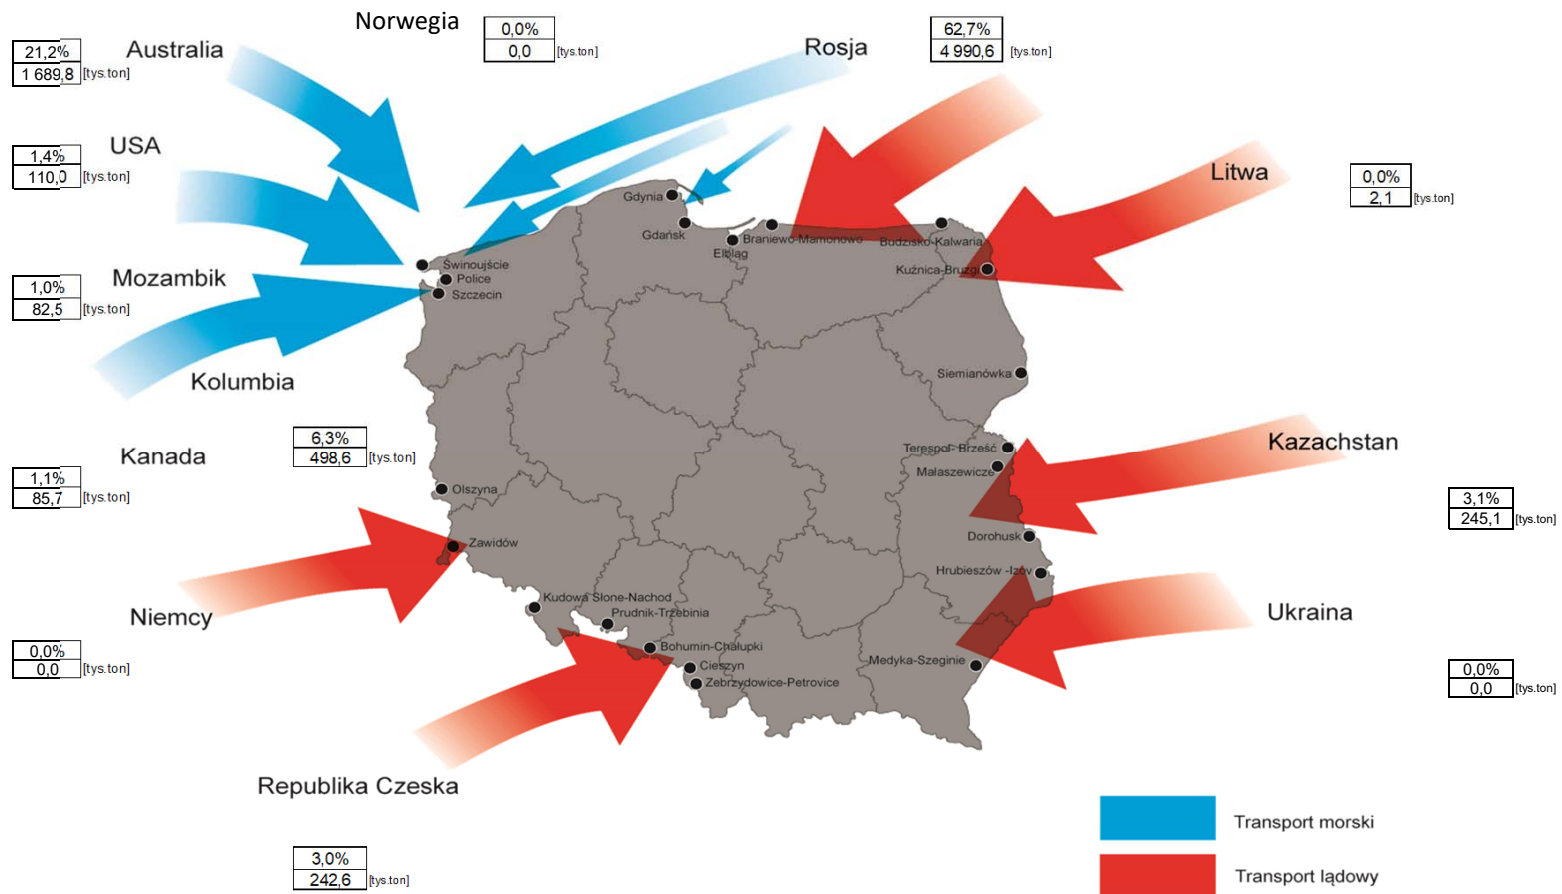 Norwegia
0,0%
0,0 [tys.ton]
Rosja
62,7%
4 990,6 [tys.ton]
21,2%
1 689,8 [tys.ton]
Australia
USA
1,4%
110,0 [tys.ton]
Litwa
0,0%
2,1 [tys.ton]
Mozambik
1,0%
82,5 [tys.ton]
Kolumbia
Kanada
6,3%
498,6 [tys.ton]
1,1%
85,7 [tys.ton]
Kazachstan
3,1%
245,1 [tys.ton]
Niemcy
0,0%
0,0 [tys.ton]
Ukraina
0,0%
0,0 [tys.ton]
Republika Czeska
3,0%
242,6 [tys.ton]
Gdynia
Gdańsk
Elbląg
Braniewo-Mamonowo
Budzisko-Kalwaria
Kuźnica-Bruzgi
Świnoujście
Police
Szczecin
Siemianówka
Terespol- Brześć
Małaszewicze
Olszyna
Zawidów
Dorohusk
Hrubieszów -Izov
Kudowa Słone-Nachod
Prudnik-Trzebinia
Bohumin-Chałupki
Cieszyn
Zebrzydowice-Petrovice
Medyka-Szeginie
Transport morski
Transport lądowy